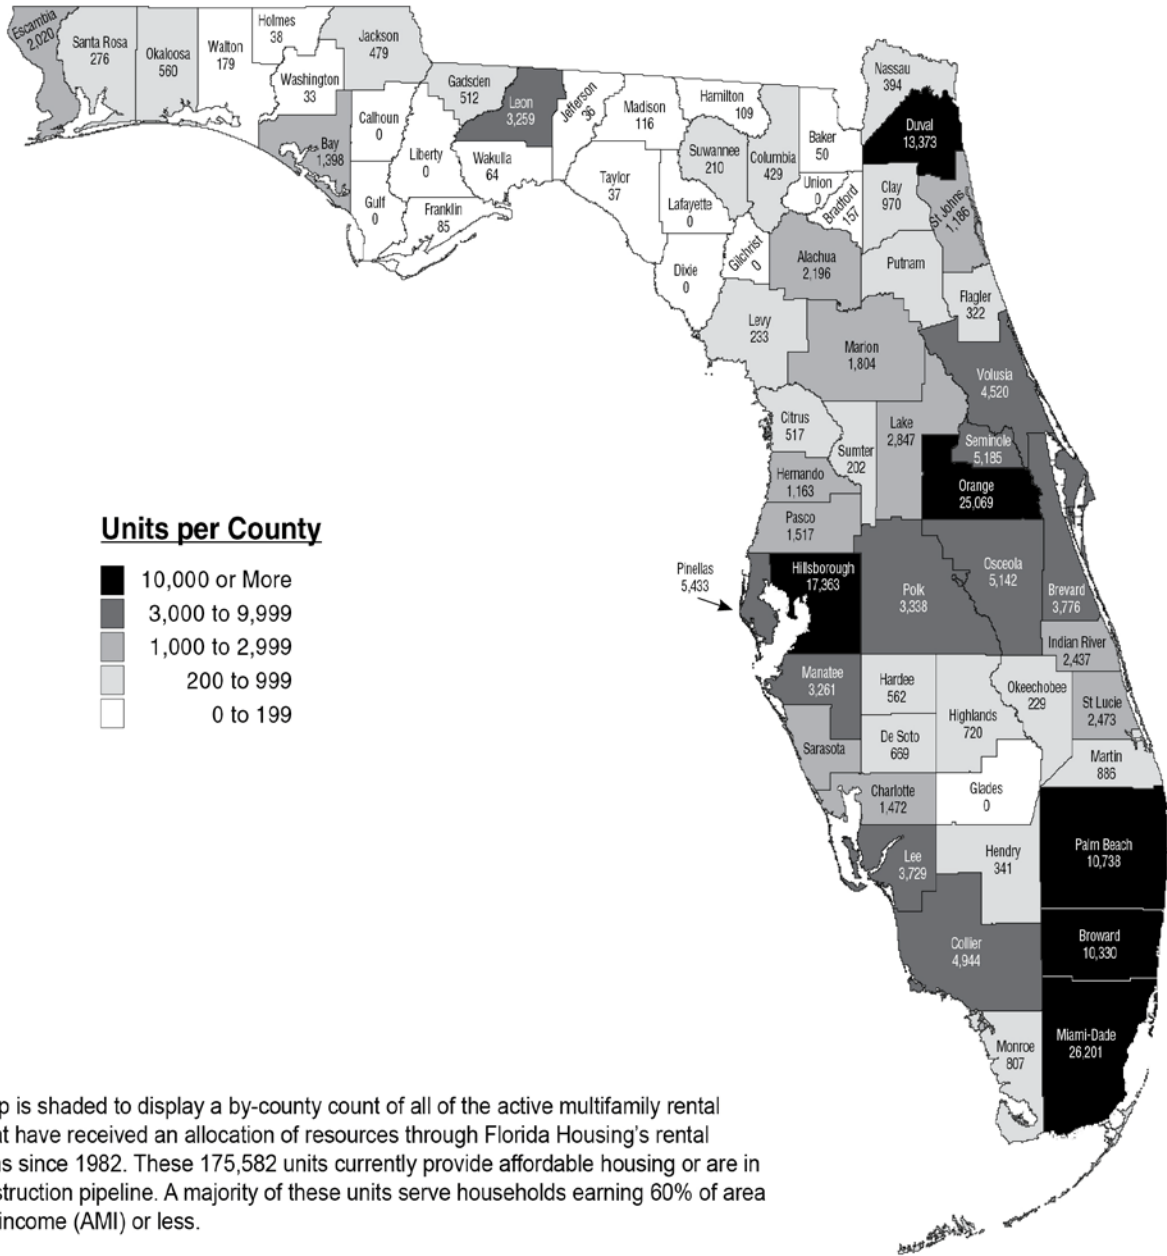 Escambia
2,020
Santa Rosa
276
Okaloosa
560
Walton
179
Holmes
38
Washington
33
Jackson
479
Bay
1,398
Calhoun
0
Gulf
0
Liberty
0
Gadsden
512
Franklin
85
Leon
3,259
Wakulla
64
Jefferson
36
Madison
116
Taylor
37
Hamilton
109
Suwannee
210
Lafayette
0
Dixie
0
Columbia
429
Gilchrist
0
Baker
50
Union
0
Bradford
157
Nassau
394
Duval
13,373
Clay
970
St Johns
1,186
Alachua
2,196
Putnam
Flagler
322
Levy
233
Marion
1,804
Volusia
4,520
Citrus
517
Sumter
202
Lake
2,847
Seminole
5,185
Hernando
1,163
Orange
25,069
Pasco
1,517
Pinellas
5,433
Hillsborough
17,363
Polk
3,338
Osceola
5,142
Brevard
3,776
Indian River
2,437
Manatee
3,261
Hardee
562
Okeechobee
229
St Lucie
2,473
Highlands
720
De Soto
669
Sarasota
Martin
886
Charlotte
1,472
Glades
0
Lee
3,729
Hendry
341
Palm Beach
10,738
Collier
4,944
Broward
10,330
Monroe
807
Miami-Dade
26,201
Units per County
10,000 or More
3,000 to 9,999
1,000 to 2,999
200 to 999
0 to 199
p is shaded to display a by-county count of all of the active multifamily rental
at have received an allocation of resources through Florida Housing's rental
s since 1982. These 175,582 units currently provide affordable housing or are in
struction pipeline. A majority of these units serve households earning 60% of area
income (AMI) or less.